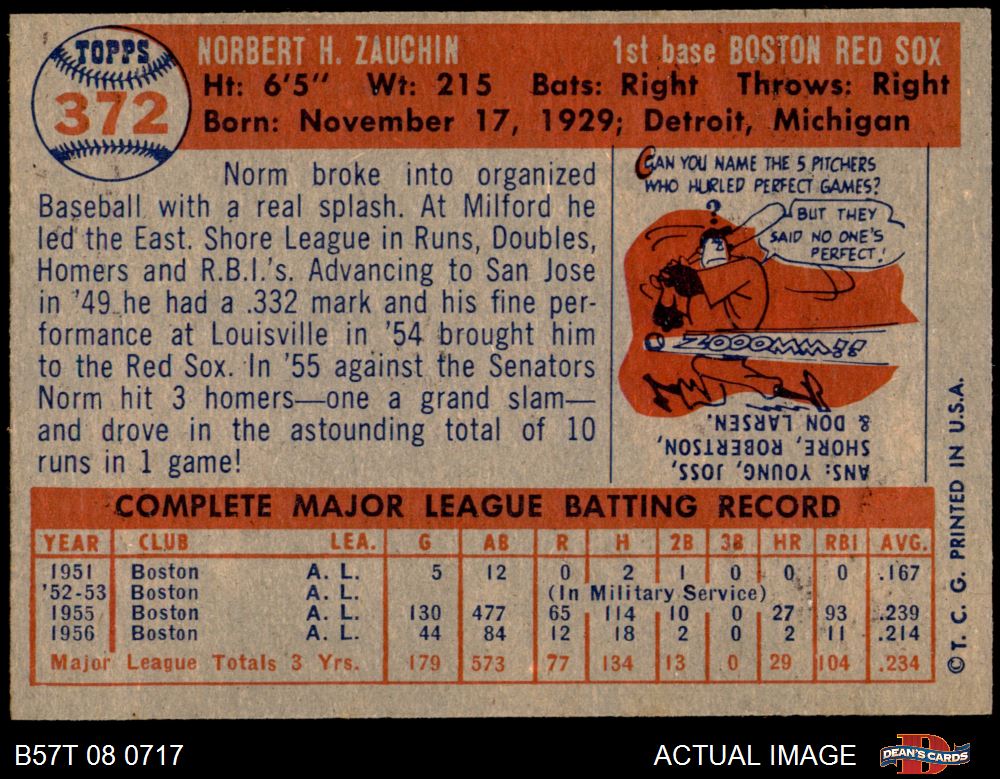 TOPPS
372
NORBERT H. ZAUCHIN 1st base BOSTON RED SOX
Ht: 6'5" Wt: 215 Bats: Right Throws: Right
Born: November 17, 1929; Detroit, Michigan
Norm broke into organized
Baseball with a real splash. At Milford he
led the East. Shore League in Runs, Doubles,
Homers and R.B.I.'s. Advancing to San Jose
in '49 he had a .332 mark and his fine per-
formance at Louisville in '54 brought him
to the Red Sox. In '55 against the Senators
Norm hit 3 homers—one a grand slam—
and drove in the astounding total of 10
runs in 1 game!
CAN YOU NAME THE 5 PITCHERS
WHO HURLED PERFECT GAMES?
?
BUT THEY
SAID NO ONE'S
PERFECT!
ZOOOMM!!
ANS: YOUNG, JOSS,
SHORE, ROBERTSON,
& DON LARSEN.
COMPLETE MAJOR LEAGUE BATTING RECORD
YEAR CLUB LEA. G AB R H 2B 3B HR RBI AVG.
1951 Boston A. L. 5 12 0 2 1 0 0 0 .167
'52-53 Boston A. L. (In Military Service)
1955 Boston A. L. 130 477 65 114 10 0 27 93 .239
1956 Boston A. L. 44 84 12 18 2 0 2 11 .214
Major League Totals 3 Yrs. 179 573 77 134 13 0 29 104 .234
© T. C. G. PRINTED IN U.S.A.
B57T 08 0717 ACTUAL IMAGE
DEAN'S CARDS